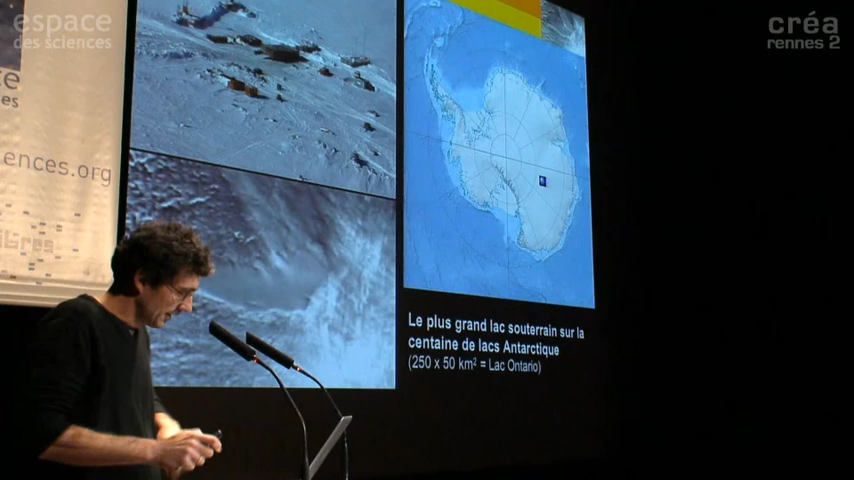 espace
des sciences
créa
rennes 2
ences.org
Le plus grand lac souterrain sur la
centaine de lacs Antarctique
(250 x 50 km² = Lac Ontario)